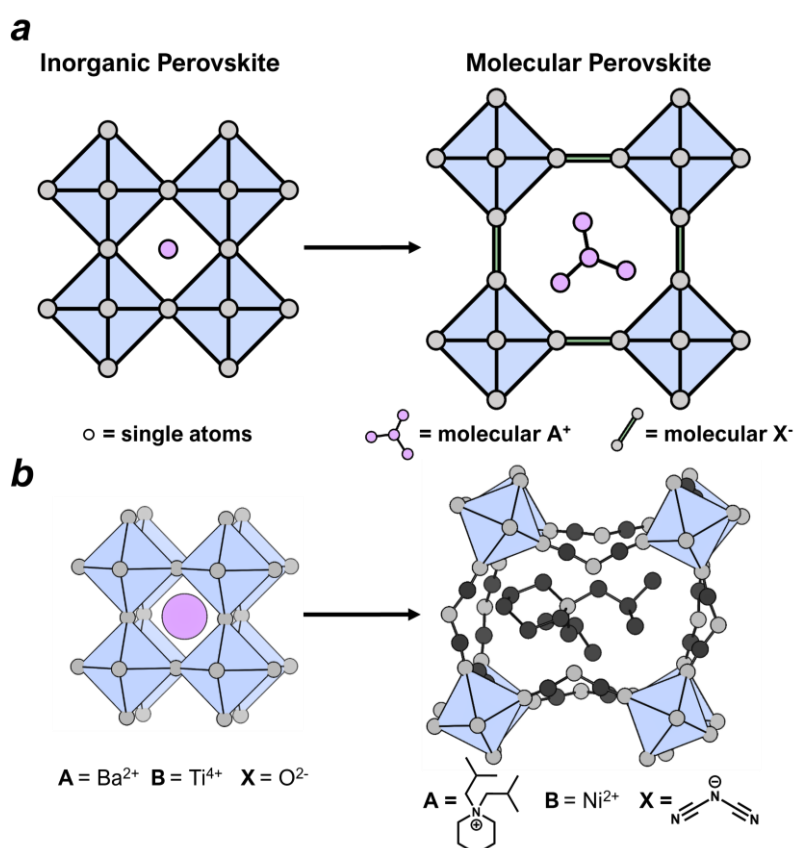 a
Inorganic Perovskite
Molecular Perovskite
= single atoms
= molecular A⁺
= molecular X⁻
b
A = Ba²⁺ B = Ti⁴⁺ X = O²⁻
A =
N
⊕
B = Ni²⁺
X =
⊖
N
N
N